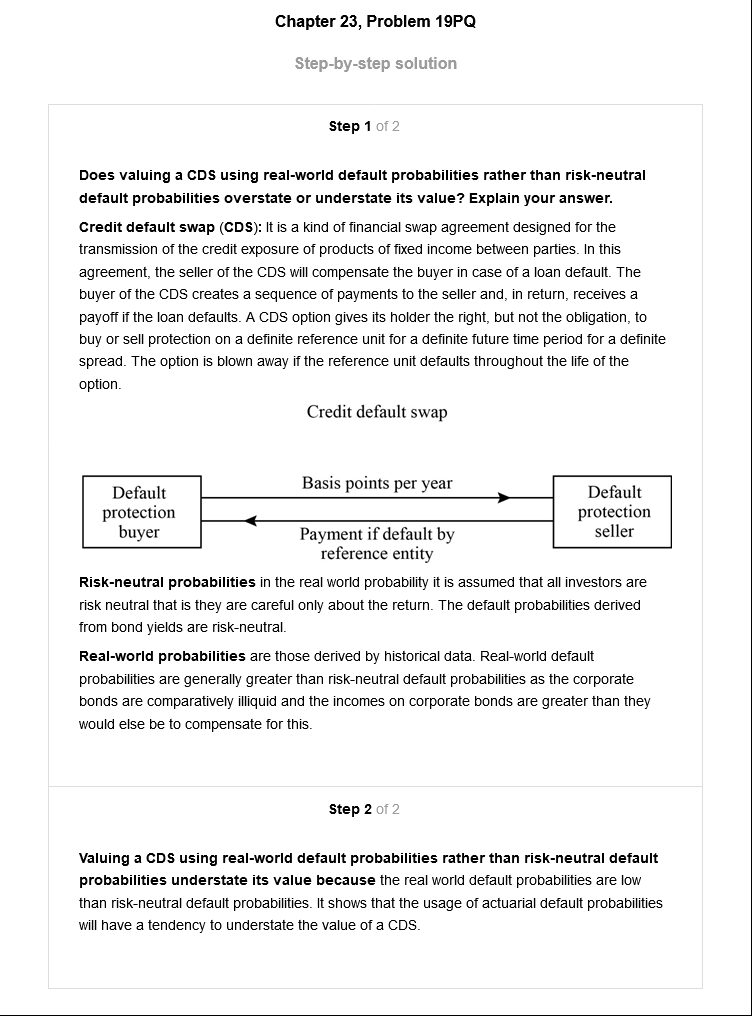 Chapter 23, Problem 19PQ
Step-by-step solution
Step 1 of 2
Does valuing a CDS using real-world default probabilities rather than risk-neutral
default probabilities overstate or understate its value? Explain your answer.
Credit default swap (CDS): It is a kind of financial swap agreement designed for the
transmission of the credit exposure of products of fixed income between parties. In this
agreement, the seller of the CDS will compensate the buyer in case of a loan default. The
buyer of the CDS creates a sequence of payments to the seller and, in return, receives a
payoff if the loan defaults. A CDS option gives its holder the right, but not the obligation, to
buy or sell protection on a definite reference unit for a definite future time period for a definite
spread. The option is blown away if the reference unit defaults throughout the life of the
option.
Credit default swap
Default
protection
buyer
Basis points per year
Payment if default by
reference entity
Default
protection
seller
Risk-neutral probabilities in the real world probability it is assumed that all investors are
risk neutral that is they are careful only about the return. The default probabilities derived
from bond yields are risk-neutral.
Real-world probabilities are those derived by historical data. Real-world default
probabilities are generally greater than risk-neutral default probabilities as the corporate
bonds are comparatively illiquid and the incomes on corporate bonds are greater than they
would else be to compensate for this.
Step 2 of 2
Valuing a CDS using real-world default probabilities rather than risk-neutral default
probabilities understate its value because the real world default probabilities are low
than risk-neutral default probabilities. It shows that the usage of actuarial default probabilities
will have a tendency to understate the value of a CDS.